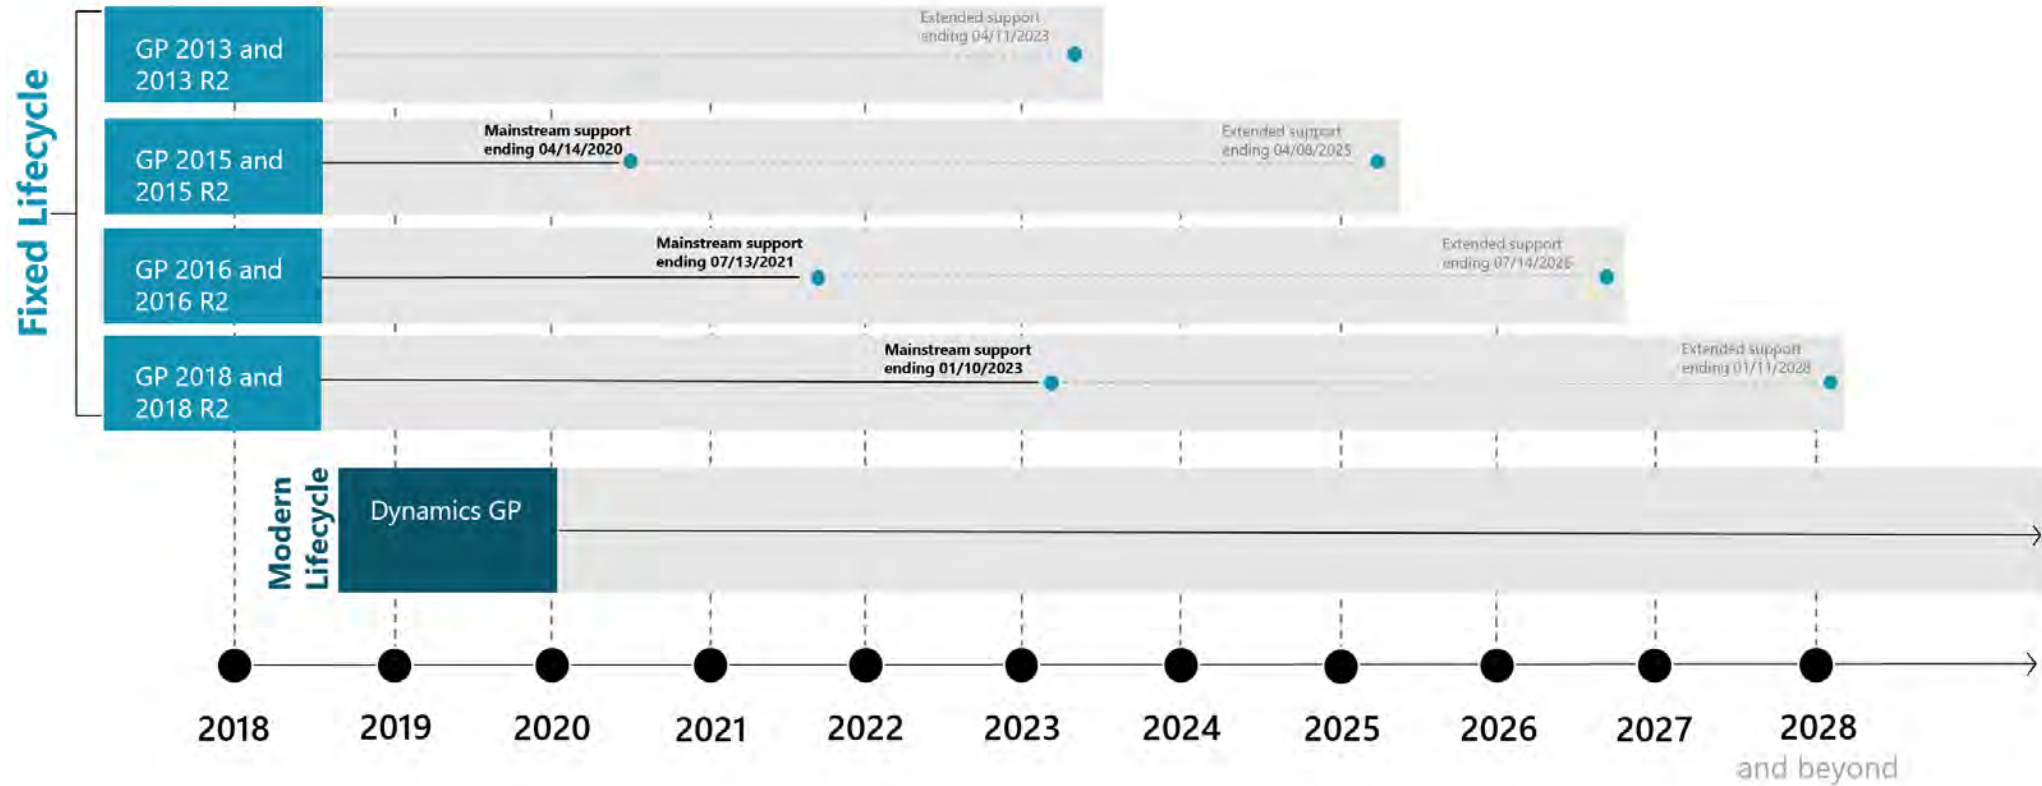 Fixed Lifecycle
GP 2013 and
2013 R2
Extended support
ending 04/11/2023
GP 2015 and
2015 R2
Mainstream support
ending 04/14/2020
Extended support
ending 04/08/2025
GP 2016 and
2016 R2
Mainstream support
ending 07/13/2021
Extended support
ending 07/14/2026
GP 2018 and
2018 R2
Mainstream support
ending 01/10/2023
Extended support
ending 01/11/2028
Modern
Lifecycle
Dynamics GP
2018 2019 2020 2021 2022 2023 2024 2025 2026 2027 2028
and beyond